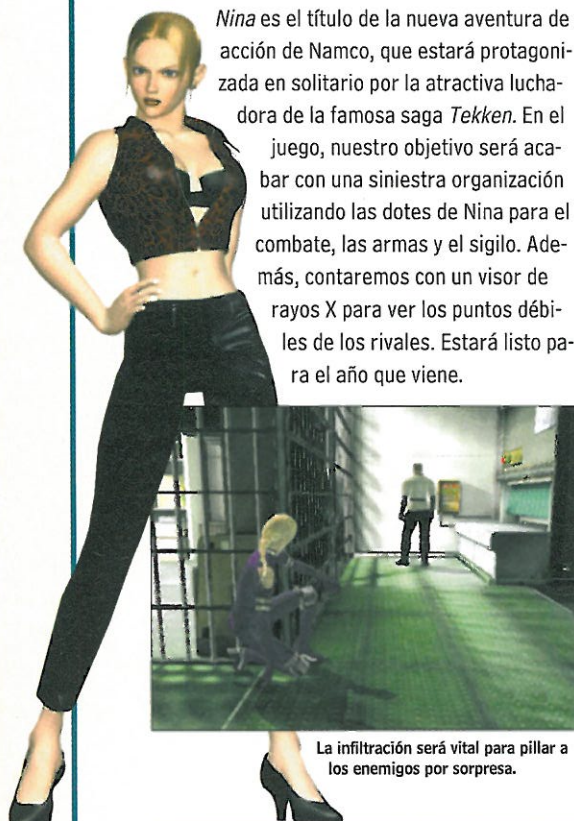 Nina es el título de la nueva aventura de
acción de Namco, que estará protagoni-
zada en solitario por la atractiva lucha-
dora de la famosa saga Tekken. En el
juego, nuestro objetivo será aca-
bar con una siniestra organización
utilizando las dotes de Nina para el
combate, las armas y el sigilo. Ade-
más, contaremos con un visor de
rayos X para ver los puntos débi-
les de los rivales. Estará listo pa-
ra el año que viene.
La infiltración será vital para pillar a
los enemigos por sorpresa.